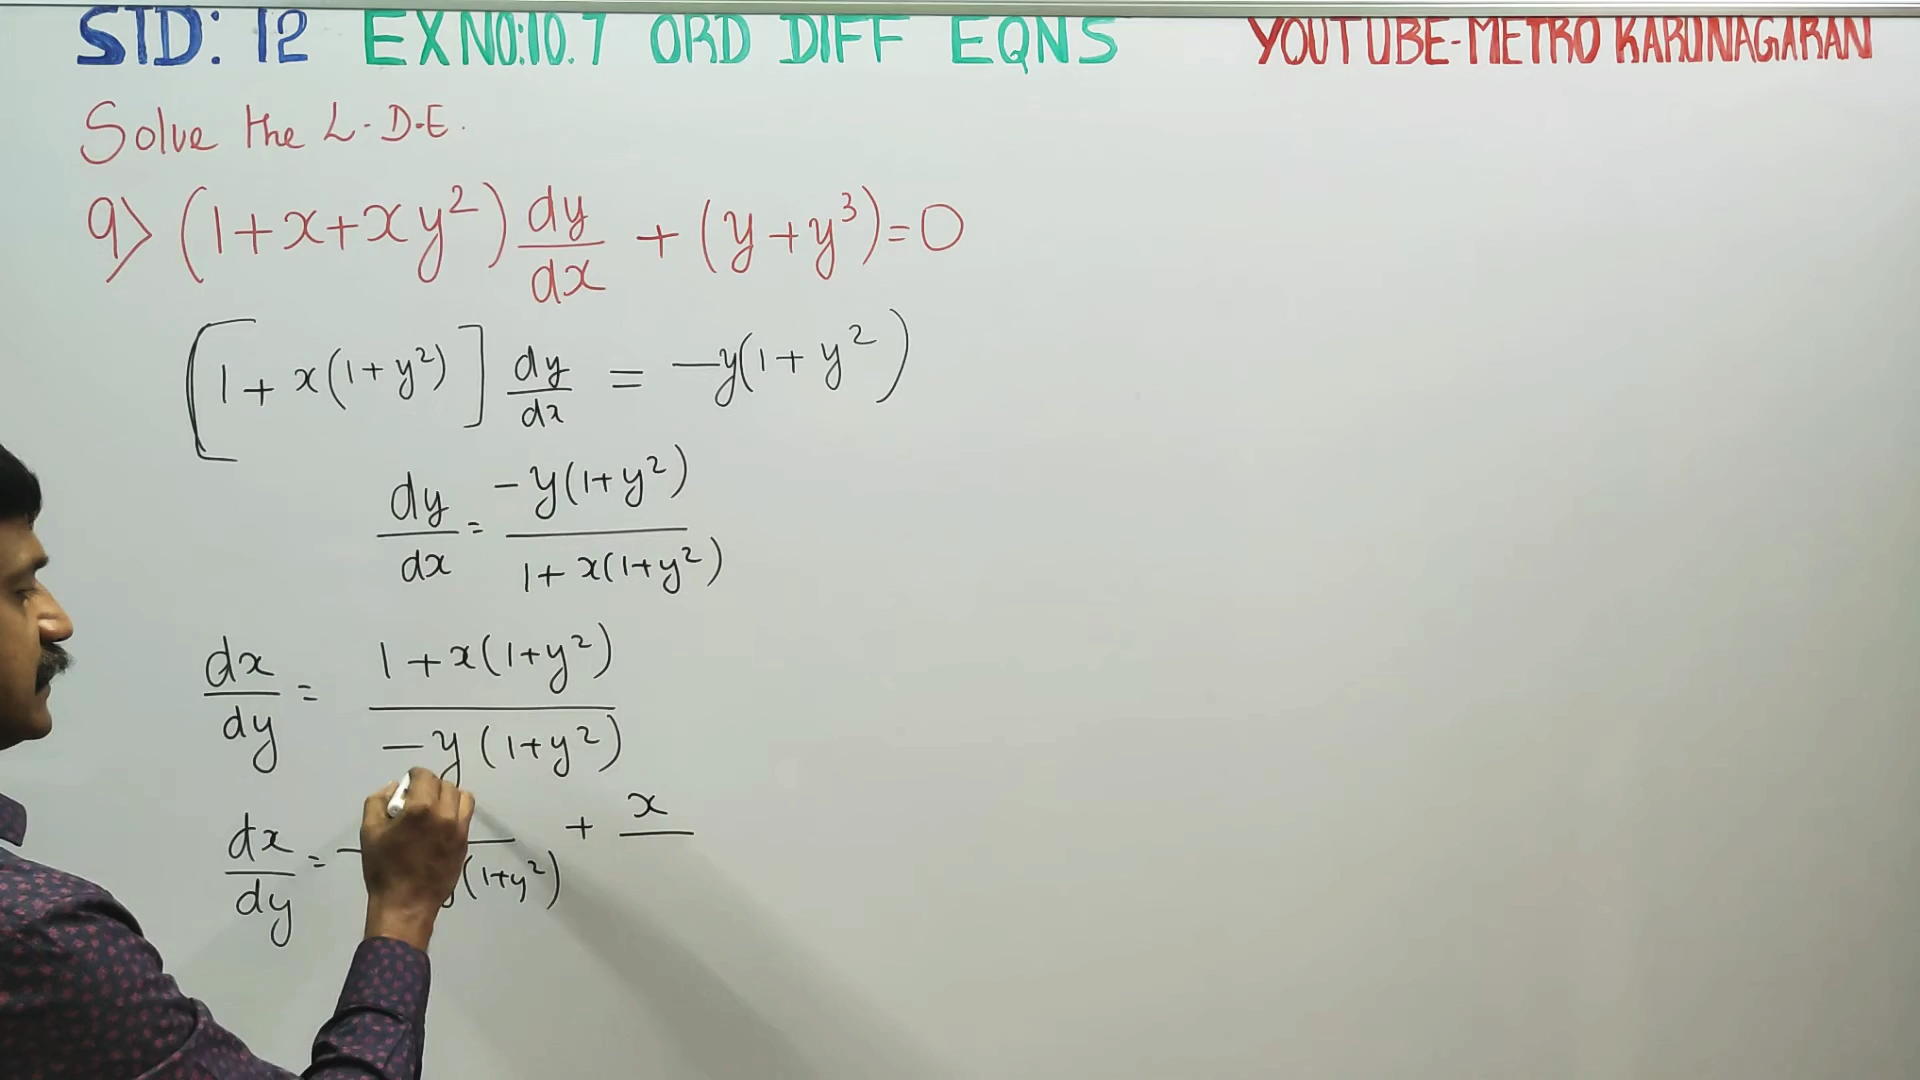 STD: 12 EXNO:10.7 ORD DIFF EQNS YOUTUBE-METRO KARUNAGARAN
Solve the L.D.E.
9) (1+x+xy²) dy/dx + (y+y³)=0
[1+x(1+y²)] dy/dx = -y(1+y²)
dy/dx = -y(1+y²)/1+x(1+y²)
dx/dy = 1+x(1+y²)/-y(1+y²)
dx/dy = (1+y²) + x